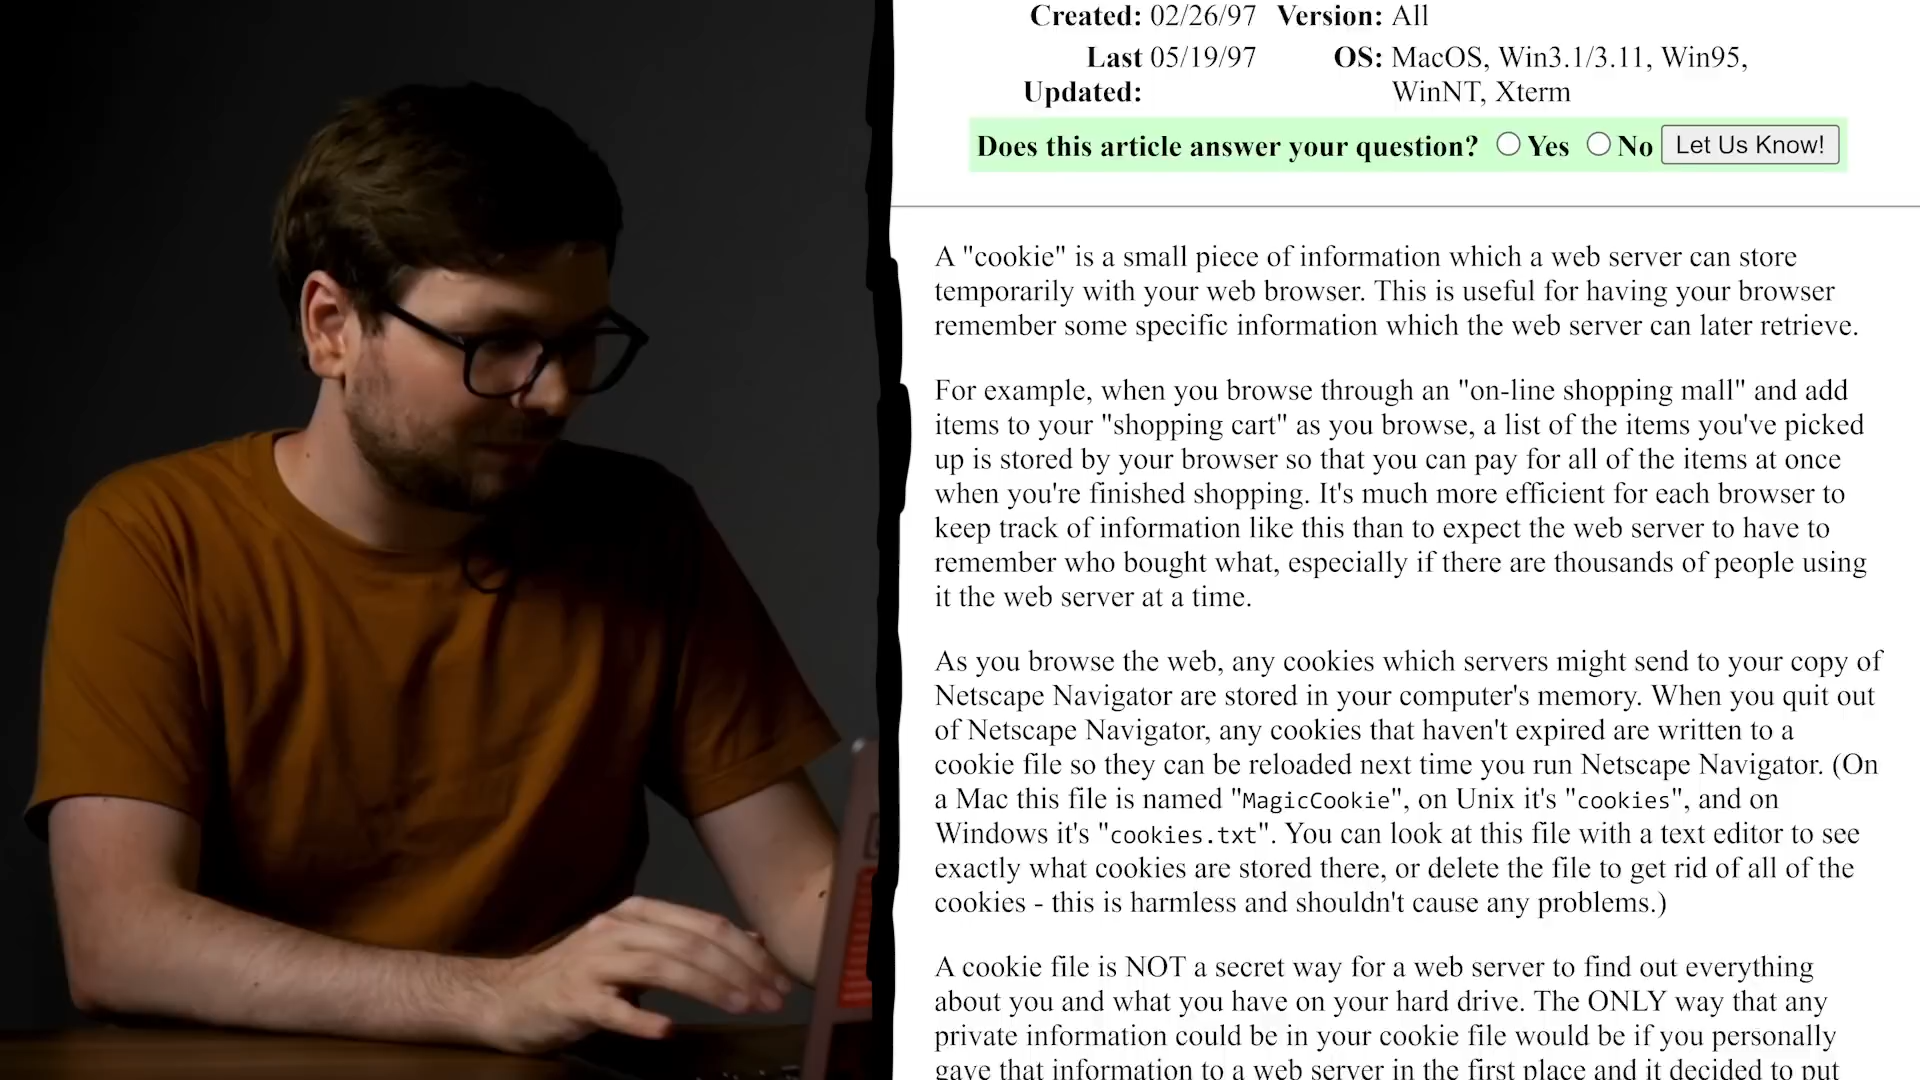 Created: 02/26/97 Version: All
Last 05/19/97 OS: MacOS, Win3.1/3.11, Win95,
Updated: WinNT, Xterm
Does this article answer your question? Yes No Let Us Know!
A "cookie" is a small piece of information which a web server can store
temporarily with your web browser. This is useful for having your browser
remember some specific information which the web server can later retrieve.
For example, when you browse through an "on-line shopping mall" and add
items to your "shopping cart" as you browse, a list of the items you've picked
up is stored by your browser so that you can pay for all of the items at once
when you're finished shopping. It's much more efficient for each browser to
keep track of information like this than to expect the web server to have to
remember who bought what, especially if there are thousands of people using
it the web server at a time.
As you browse the web, any cookies which servers might send to your copy of
Netscape Navigator are stored in your computer's memory. When you quit out
of Netscape Navigator, any cookies that haven't expired are written to a
cookie file so they can be reloaded next time you run Netscape Navigator. (On
a Mac this file is named "MagicCookie", on Unix it's "cookies", and on
Windows it's "cookies.txt". You can look at this file with a text editor to see
exactly what cookies are stored there, or delete the file to get rid of all of the
cookies - this is harmless and shouldn't cause any problems.)
A cookie file is NOT a secret way for a web server to find out everything
about you and what you have on your hard drive. The ONLY way that any
private information could be in your cookie file would be if you personally
gave that information to a web server in the first place and it decided to put